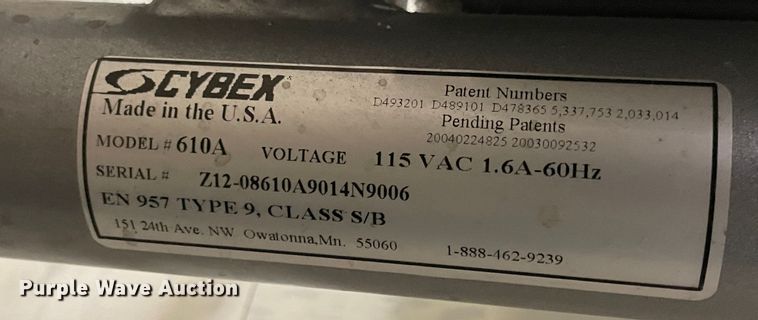 CYBEX
Made in the U.S.A.
MODEL # 610A VOLTAGE 115 VAC 1.6A-60Hz
SERIAL # Z12-08610A9014N9006
EN 957 TYPE 9, CLASS S/B
151 24th Ave. NW Owatonna,Mn. 55060 1-888-462-9239
Patent Numbers
D493201 D489101 D478365 5,337,753 2,033,014
Pending Patents
20040224825 20030092532
Purple Wave Auction